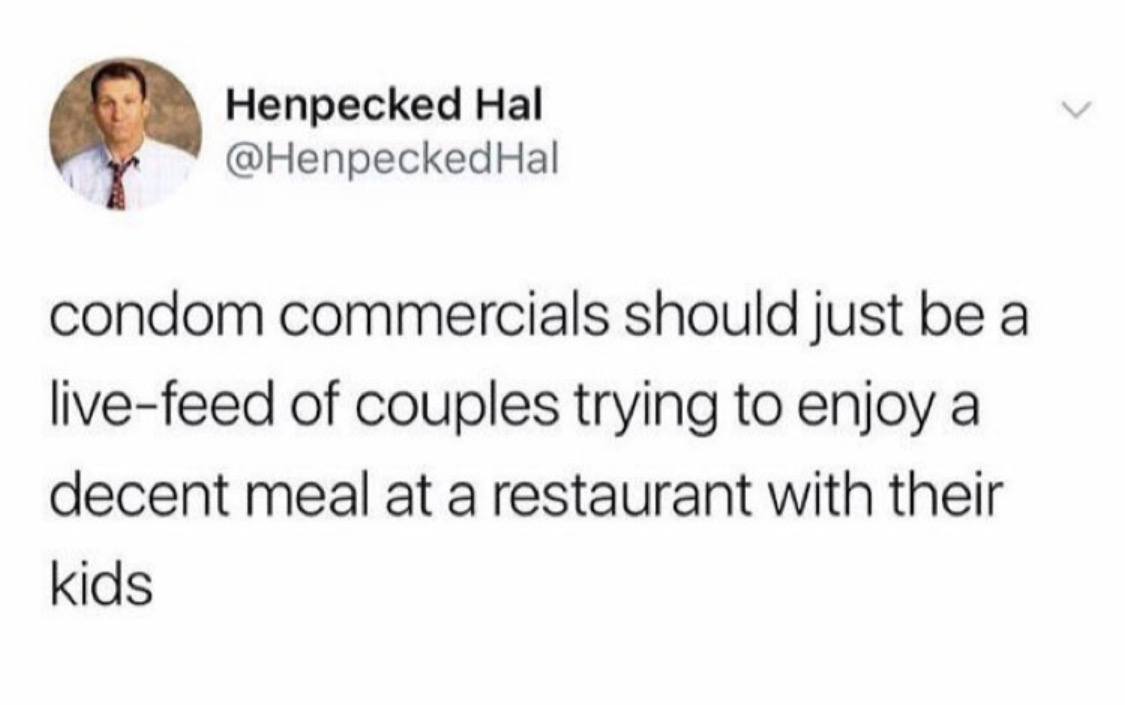 Henpecked Hal
@HenpeckedHal
condom commercials should just be a
live-feed of couples trying to enjoy a
decent meal at a restaurant with their
kids